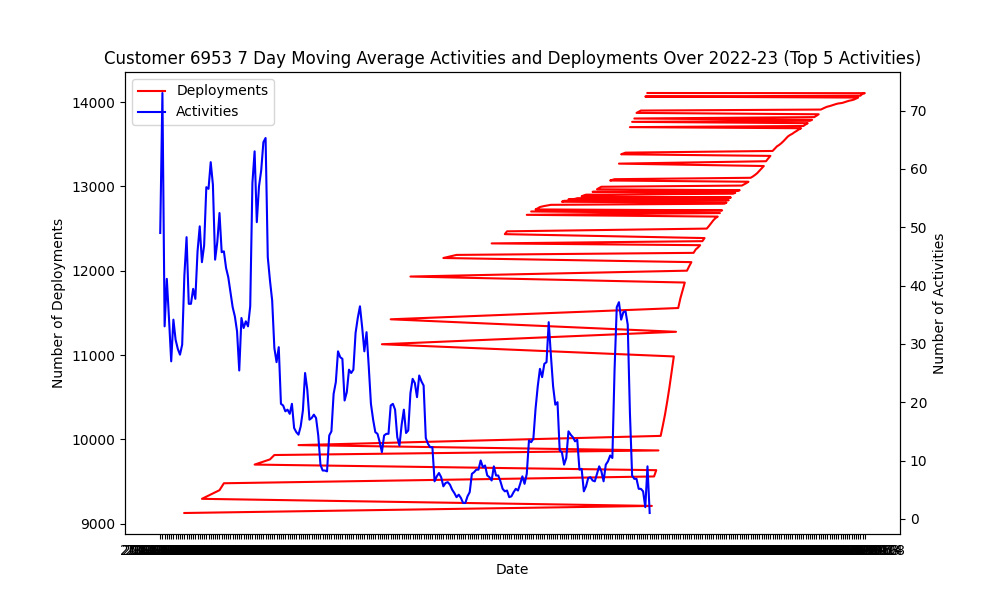 Customer 6953 7 Day Moving Average Activities and Deployments Over 2022-23 (Top 5 Activities)
Deployments
Activities
14000
13000
12000
11000
10000
9000
Number of Deployments
70
60
50
40
30
20
10
0
Number of Activities
Date